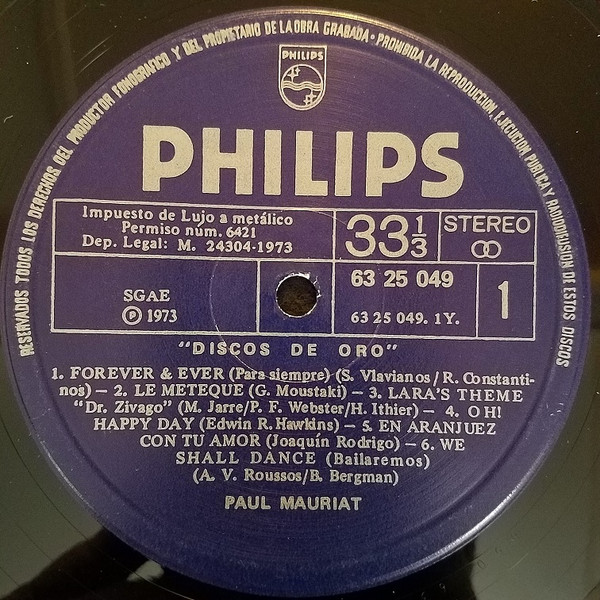 RESERVADOS TODOS LOS DERECHOS DEL PRODUCTOR FONOGRAFICO Y DEL PROPIETARIO DE LA OBRA GRABADA · PROHIBIDA LA REPRODUCCION, EJECUCION PUBLICA Y RADIODIFUSION DE ESTOS DISCOS
PHILIPS
PHILIPS
Impuesto de Lujo a metálico
Permiso núm. 6421
Dep. Legal: M. 24304-1973
33 1/3
STEREO
SGAE
Ⓟ 1973
63 25 049
63 25 049. 1Y.
1
"DISCOS DE ORO"
1. FOREVER & EVER (Para siempre) (S. Vlavianos / R. Constanti-
nos) — 2. LE METEQUE (G. Moustaki) — 3. LARA'S THEME
"Dr. Zivago" (M. Jarre/P. F. Webster/H. Ithier) — 4. OH!
HAPPY DAY (Edwin R. Hawkins) — 5. EN ARANJUEZ
CON TU AMOR (Joaquín Rodrigo) — 6. WE
SHALL DANCE (Bailaremos)
(A. V. Roussos/B. Bergman)
PAUL MAURIAT